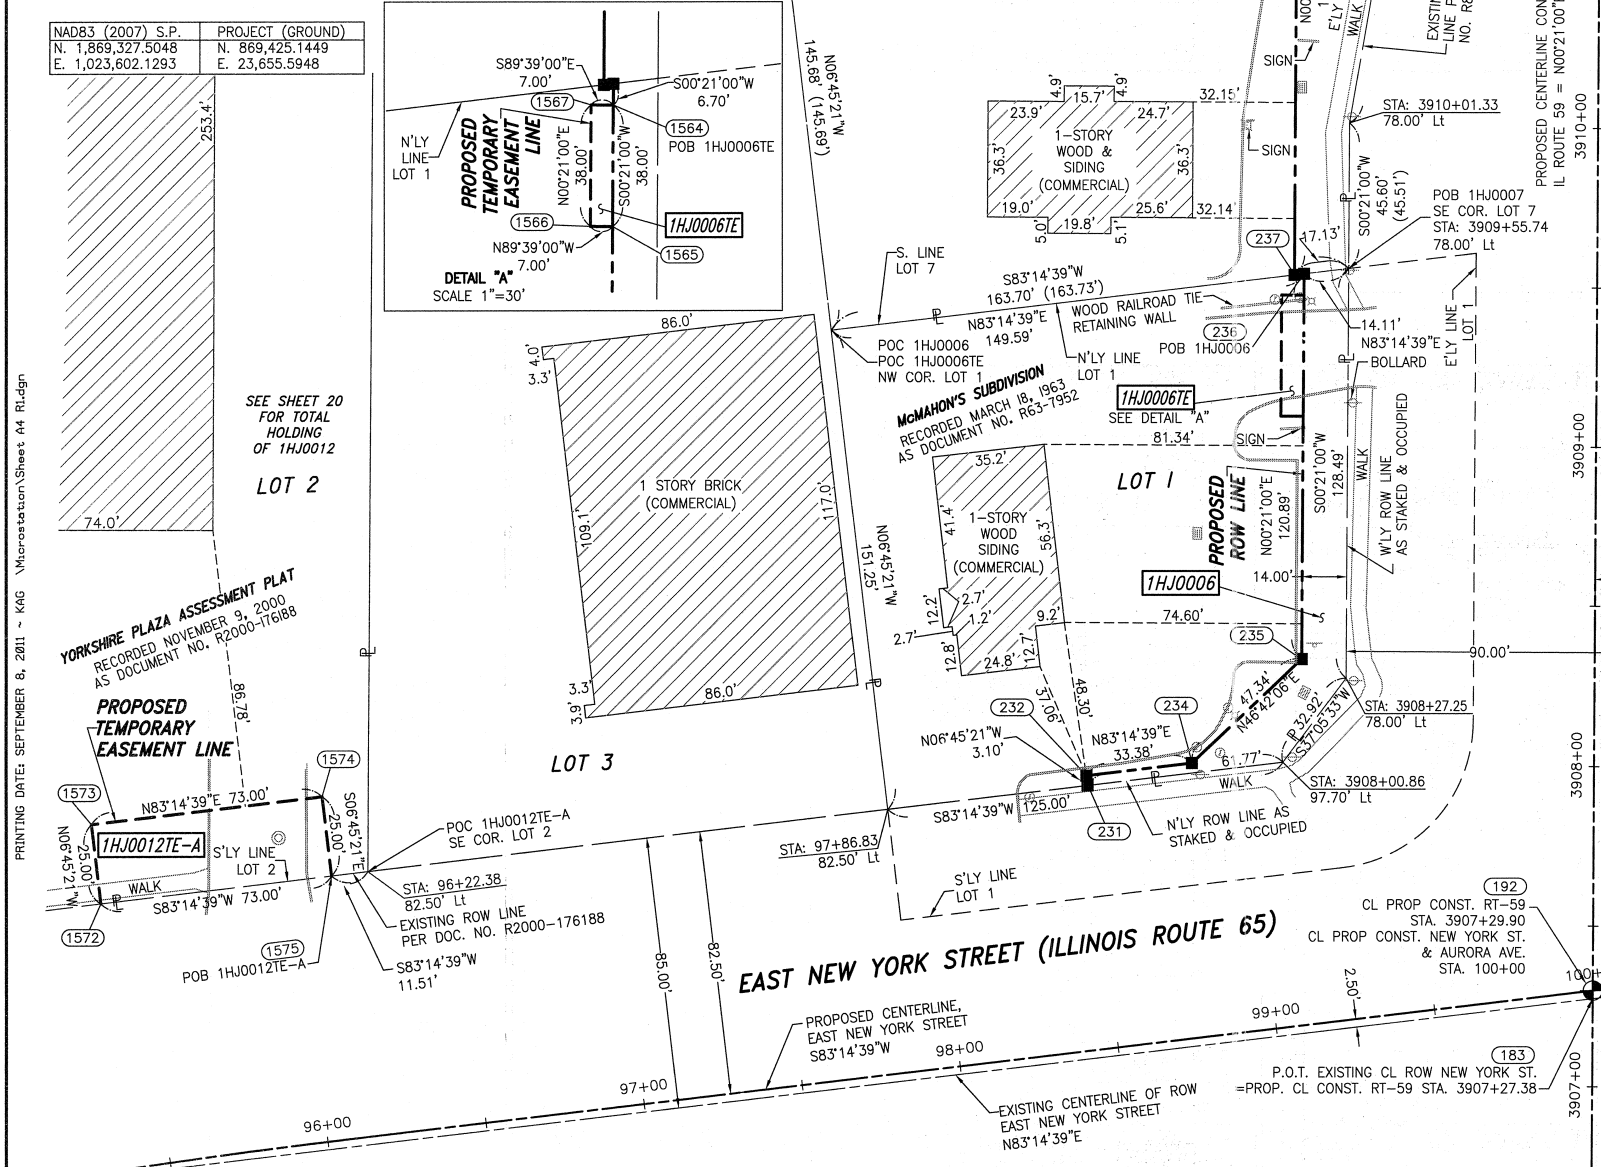 NAD83 (2007) S.P. PROJECT (GROUND)
N. 1,869,327.5048 N. 869,425.1449
E. 1,023,602.1293 E. 23,655.5948
253.4'
74.0'
SEE SHEET 20
FOR TOTAL
HOLDING
OF 1HJ0012
LOT 2
YORKSHIRE PLAZA ASSESSMENT PLAT
RECORDED NOVEMBER 9, 2000
AS DOCUMENT NO. R2000-176188
86.78'
PROPOSED
TEMPORARY
EASEMENT LINE
1573
1574
N83°14'39"E 73.00'
1HJ0012TE-A
N06°45'21"W
25.00'
S06°45'21"E
25.00'
S'LY LINE
LOT 2
WALK
S83°14'39"W 73.00'
1572
1575
POB 1HJ0012TE-A
POC 1HJ0012TE-A
SE COR. LOT 2
STA: 96+22.38
82.50' Lt
EXISTING ROW LINE
PER DOC. NO. R2000-176188
S83°14'39"W
11.51'
PRINTING DATE: SEPTEMBER 8, 2011 ~ KAG \Microstation\Sheet A4 R1.dgn
S89°39'00"E
7.00'
S00°21'00"W
6.70'
1567
1564
POB 1HJ0006TE
N'LY
LINE
LOT 1
PROPOSED
TEMPORARY
EASEMENT
LINE
N00°21'00"E
38.00'
S00°21'00"W
38.00'
1566
1HJ0006TE
1565
N89°39'00"W
7.00'
DETAIL "A"
SCALE 1"=30'
86.0'
4.0'
3.3'
109.1'
1 STORY BRICK
(COMMERCIAL)
117.0'
3.3'
3.9'
86.0'
LOT 3
N06°45'21"W
145.68' (145.69')
N06°45'21"W
151.25'
4.9'
15.7'
4.9'
23.9'
24.7'
32.15'
1-STORY
WOOD &
SIDING
(COMMERCIAL)
36.3'
36.3'
19.0'
19.8'
25.6'
5.0'
5.1'
32.14'
SIGN
SIGN
WALK
STA: 3910+01.33
78.00' Lt
3910+00
PROPOSED CENTERLINE CON
IL ROUTE 59 = N00°21'00"
S00°21'00"W
45.60'
(45.51')
POB 1HJ0007
SE COR. LOT 7
STA: 3909+55.74
78.00' Lt
237
17.13'
S. LINE
LOT 7
S83°14'39"W
163.70' (163.73')
N83°14'39"E
149.59'
WOOD RAILROAD TIE
RETAINING WALL
POC 1HJ0006
POC 1HJ0006TE
NW COR. LOT 1
N'LY LINE
LOT 1
236
POB 1HJ0006
14.11'
N83°14'39"E
BOLLARD
E'LY LINE
LOT 1
McMAHON'S SUBDIVISION
RECORDED MARCH 18, 1963
AS DOCUMENT NO. R63-7952
1HJ0006TE
SEE DETAIL "A"
81.34'
SIGN
35.2'
LOT 1
41.4'
1-STORY
WOOD
SIDING
(COMMERCIAL)
56.3'
12.2'
2.7'
1.2'
2.7'
9.2'
12.8'
12.7'
24.8'
PROPOSED
ROW LINE
N00°21'00"E
120.89'
S00°21'00"W
128.49'
WALK
W'LY ROW LINE
AS STAKED & OCCUPIED
3909+00
1HJ0006
14.00'
74.60'
235
90.00'
37.06'
48.30'
47.34'
N46°42'06"E
32.92'
S37°05'33"W
STA: 3908+27.25
78.00' Lt
232
234
N06°45'21"W
3.10'
N83°14'39"E
33.38'
61.77'
S83°14'39"W 125.00'
WALK
STA: 3908+00.86
97.70' Lt
231
N'LY ROW LINE AS
STAKED & OCCUPIED
3908+00
STA: 97+86.83
82.50' Lt
S'LY LINE
LOT 1
85.00'
82.50'
EAST NEW YORK STREET (ILLINOIS ROUTE 65)
192
CL PROP CONST. RT-59
STA. 3907+29.90
CL PROP CONST. NEW YORK ST.
& AURORA AVE.
STA. 100+00
2.50'
100+
99+00
98+00
97+00
96+00
PROPOSED CENTERLINE,
EAST NEW YORK STREET
S83°14'39"W
183
P.O.T. EXISTING CL ROW NEW YORK ST.
=PROP. CL CONST. RT-59 STA. 3907+27.38
3907+00
EXISTING CENTERLINE OF ROW
EAST NEW YORK STREET
N83°14'39"E